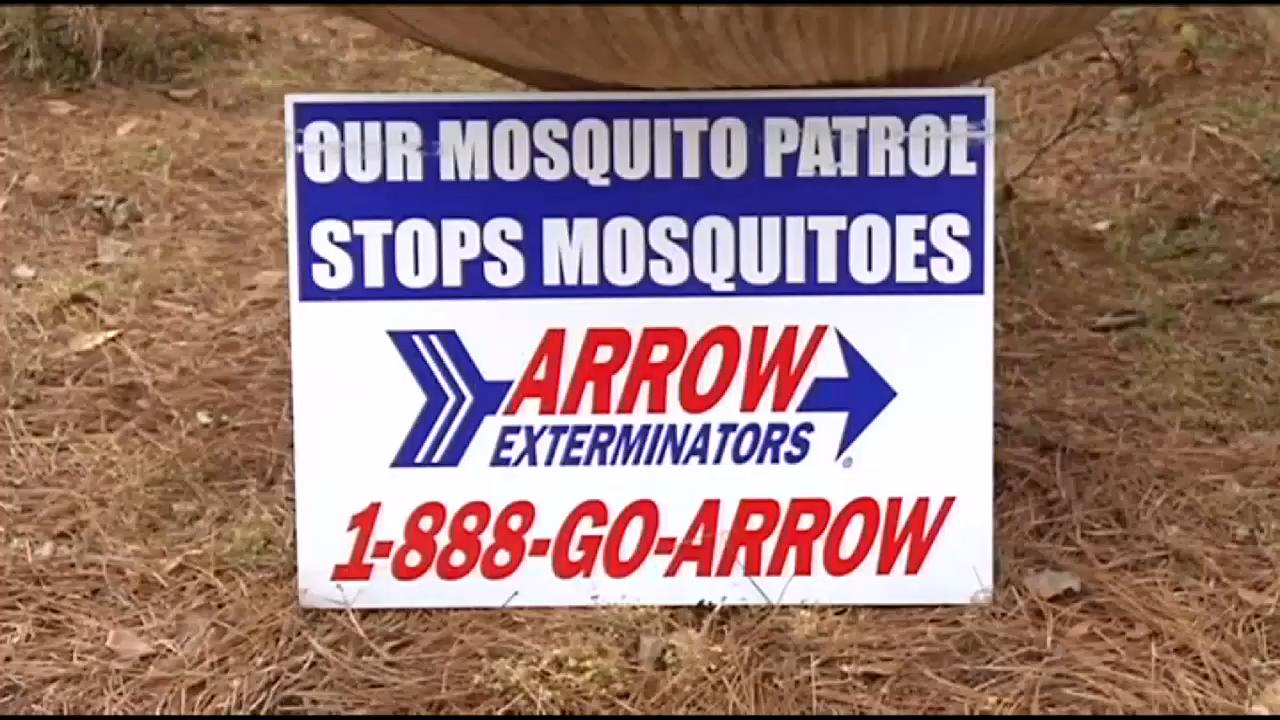 OUR MOSQUITO PATROL
STOPS MOSQUITOES
ARROW
EXTERMINATORS
1-888-GO-ARROW